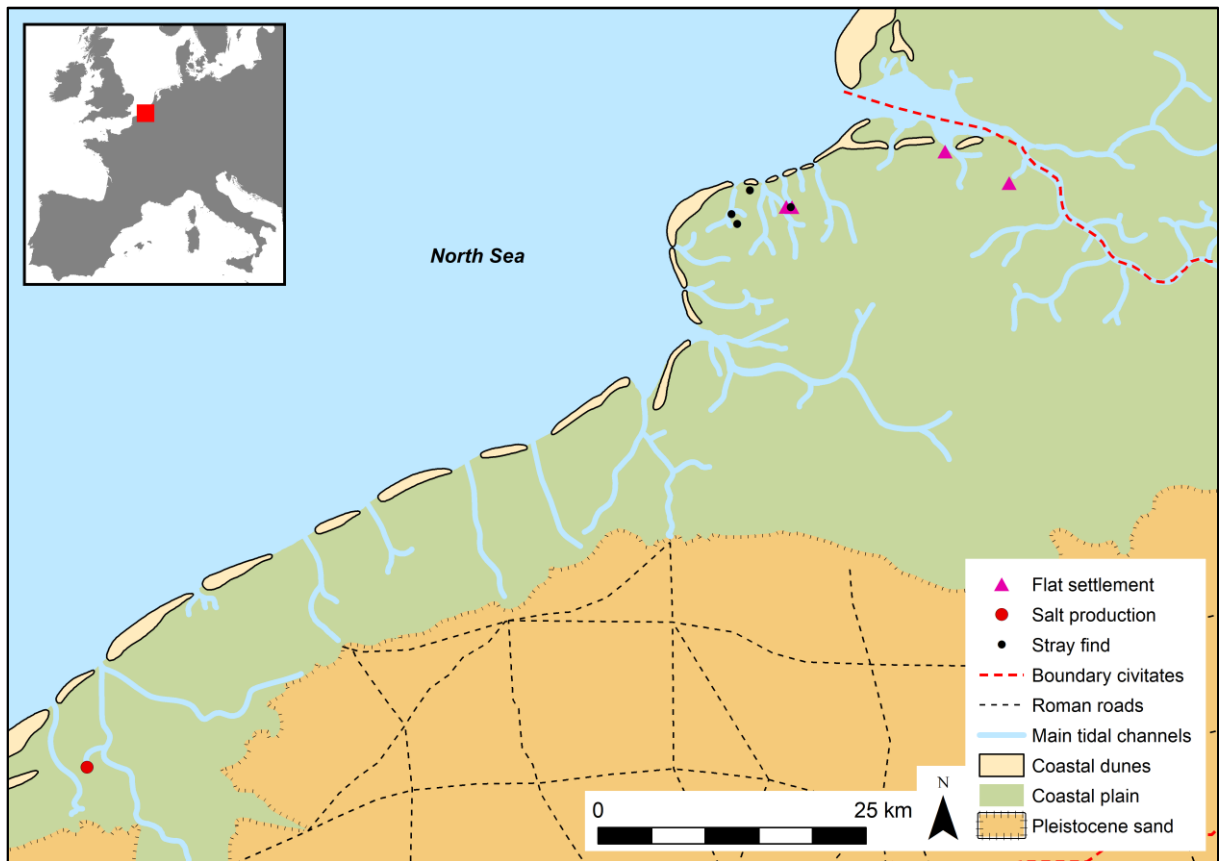 North Sea
Flat settlement
Salt production
Stray find
Boundary civitates
Roman roads
Main tidal channels
Coastal dunes
Coastal plain
Pleistocene sand
N
0 25 km